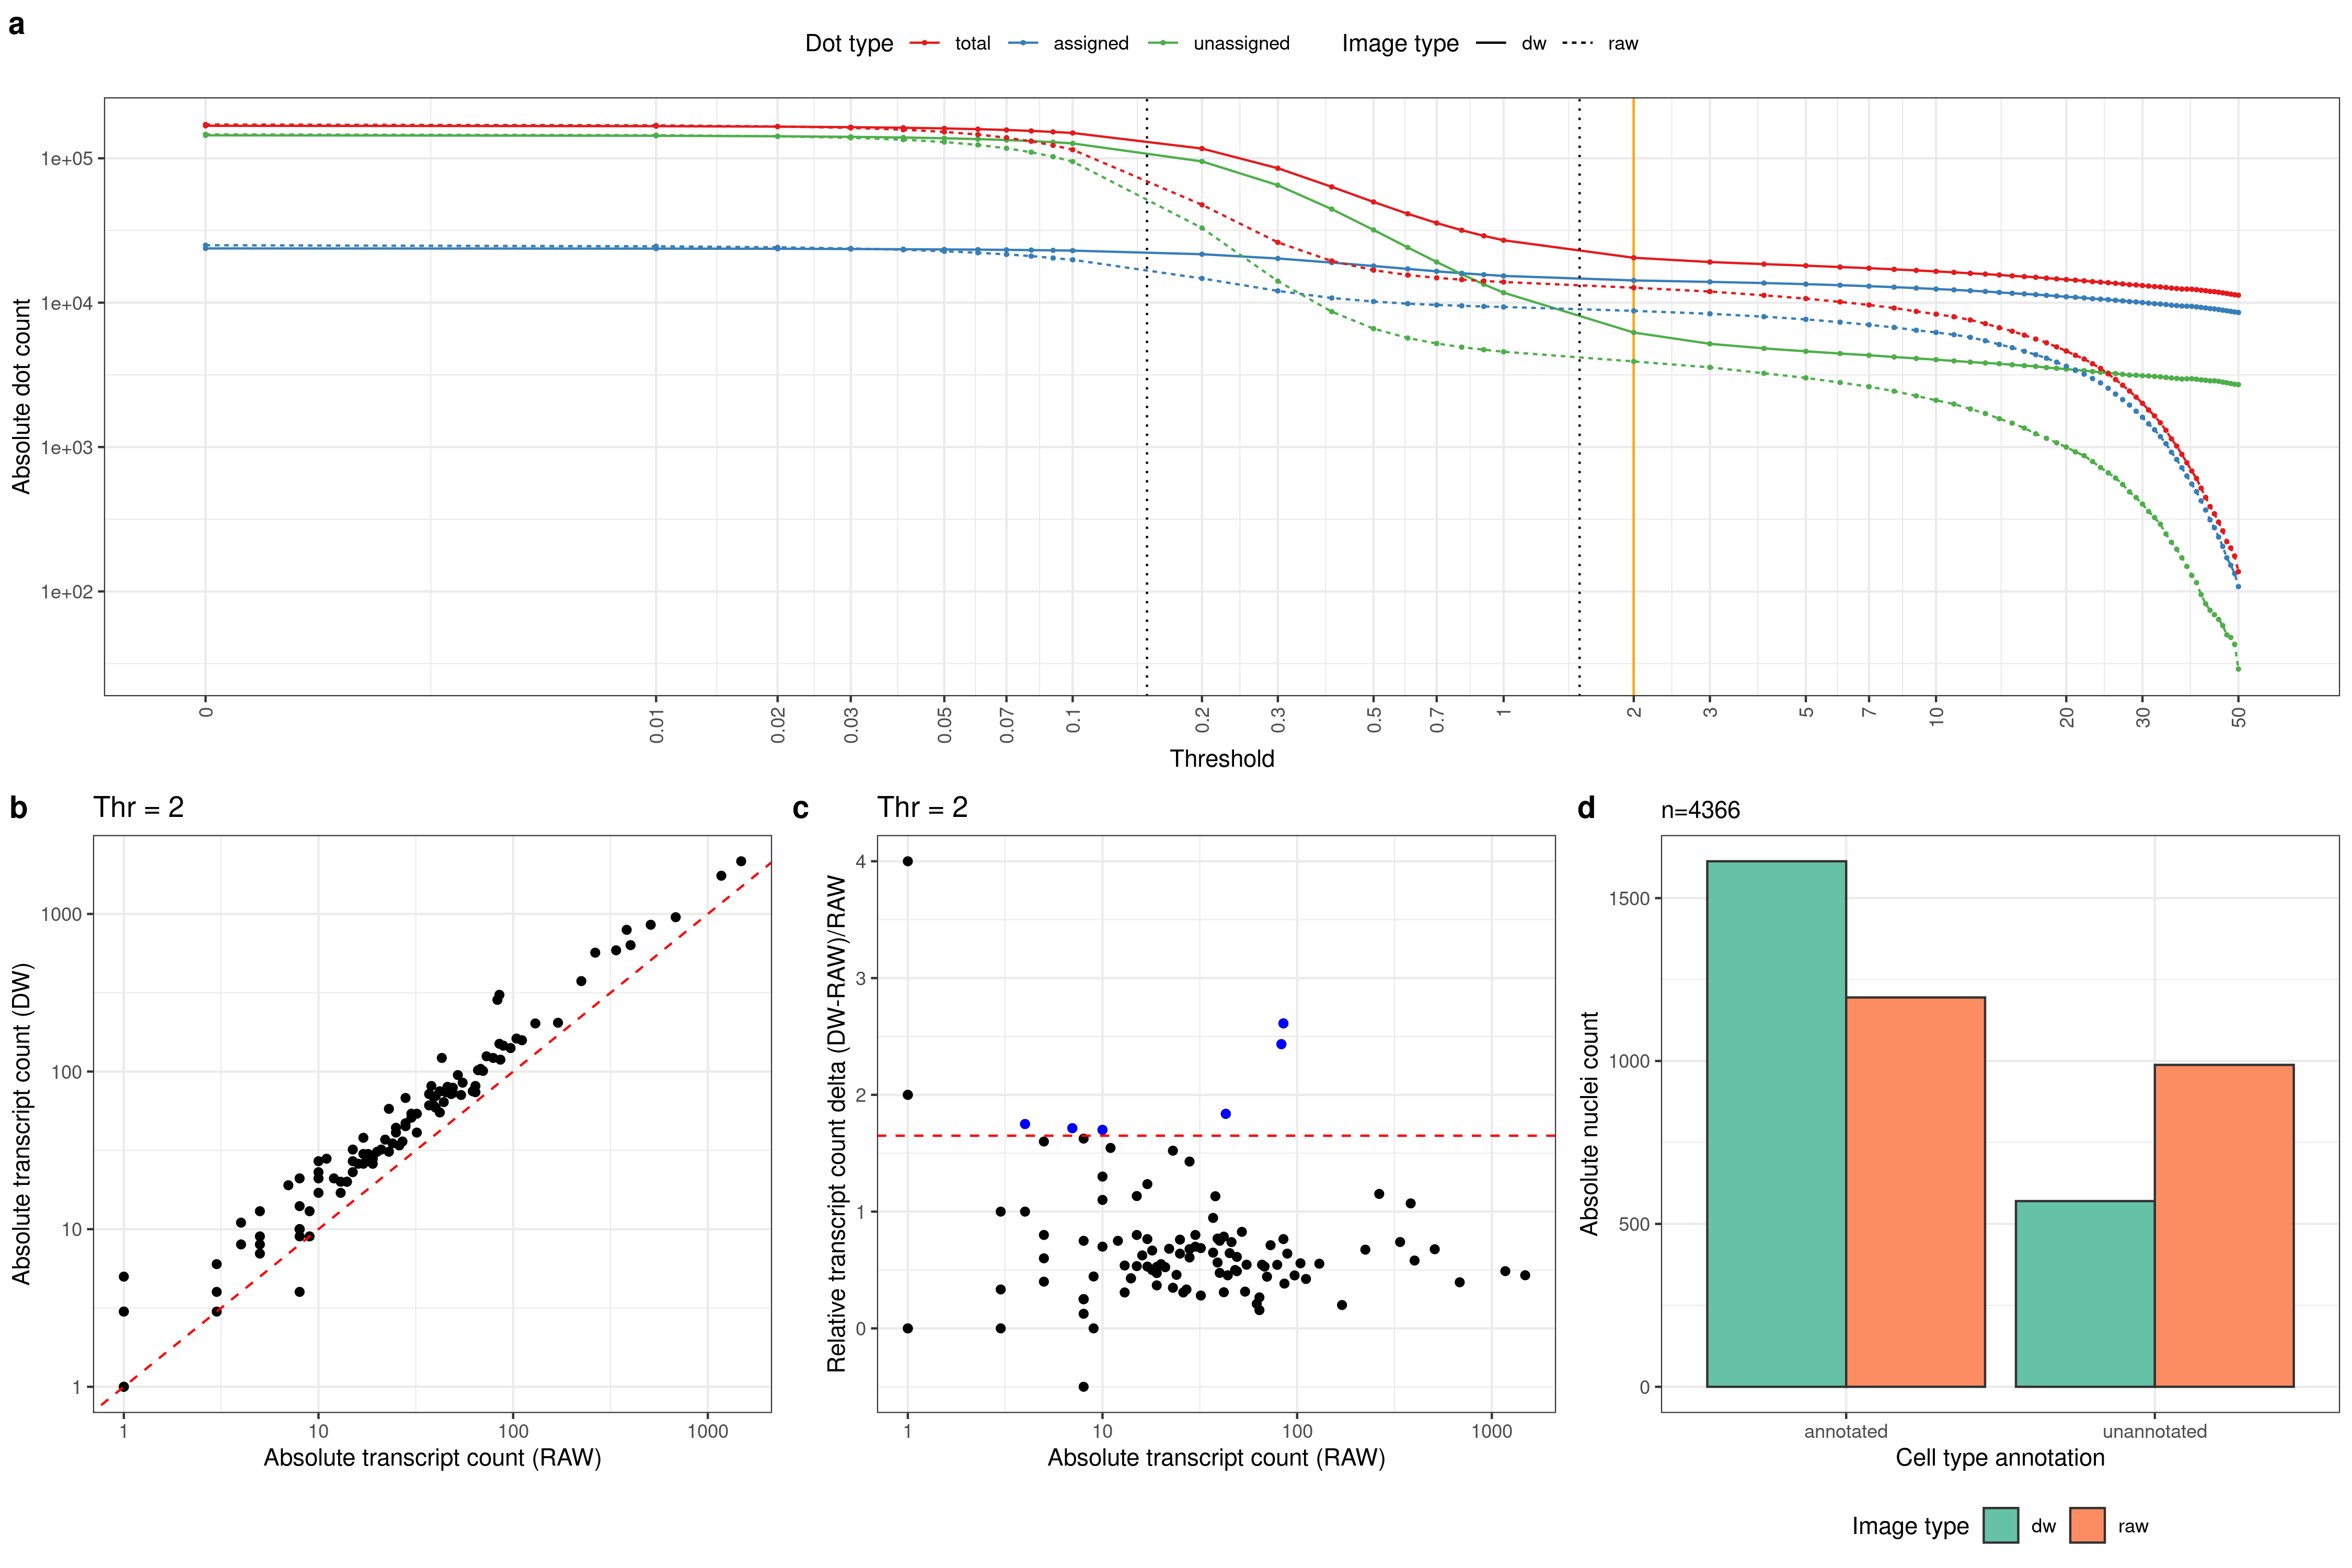 a
Dot type total assigned unassigned Image type dw raw
Absolute dot count
1e+05
1e+04
1e+03
1e+02
0 0.01 0.02 0.03 0.05 0.07 0.1 0.2 0.3 0.5 0.7 1 2 3 5 7 10 20 30 50
Threshold
b Thr = 2
Absolute transcript count (DW)
1000
100
10
1
1 10 100 1000
Absolute transcript count (RAW)
c Thr = 2
Relative transcript count delta (DW-RAW)/RAW
4
3
2
1
0
1 10 100 1000
Absolute transcript count (RAW)
d n=4366
Absolute nuclei count
1500
1000
500
0
annotated unannotated
Cell type annotation
Image type dw raw